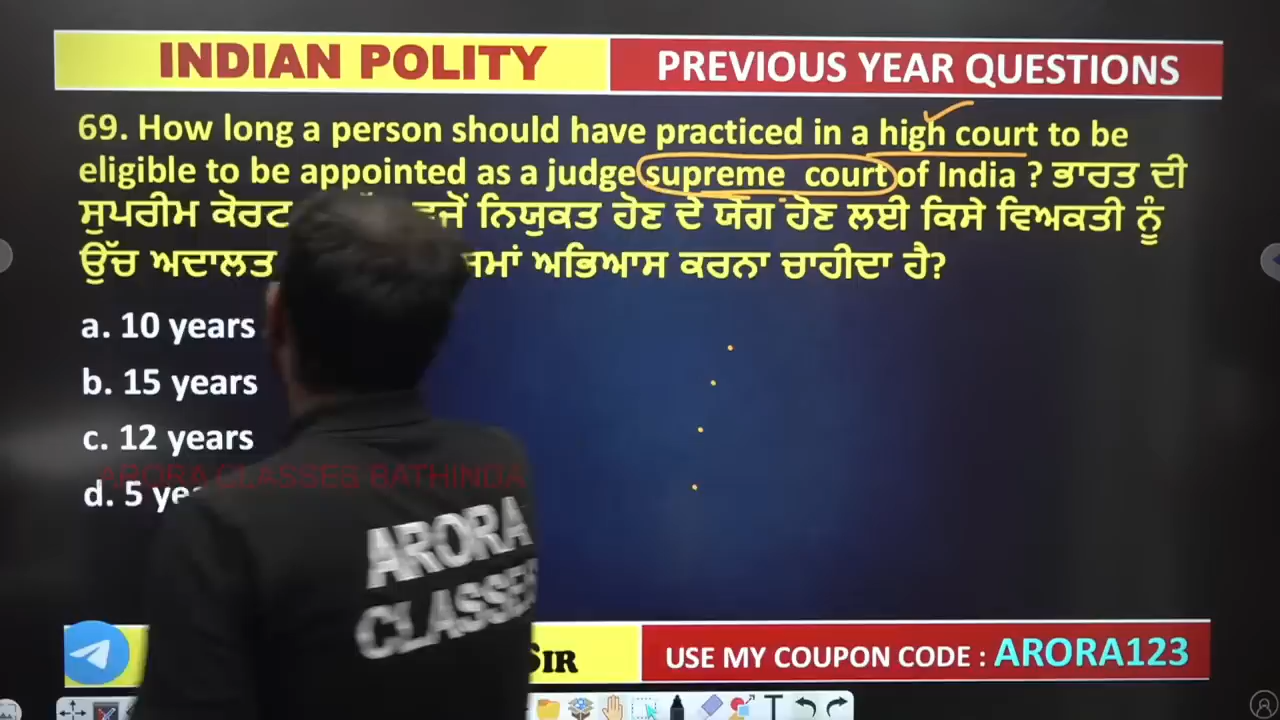 INDIAN POLITY
PREVIOUS YEAR QUESTIONS
69. How long a person should have practiced in a high court to be
eligible to be appointed as a judge supreme court of India ? ਭਾਰਤ ਦੀ
ਸੁਪਰੀਮ ਕੋਰਟ ਨਿਯੁਕਤ ਹੋਣ ਦੇ ਯੋਗ ਹੋਣ ਲਈ ਕਿਸੇ ਵਿਅਕਤੀ ਨੂੰ
ਉੱਚ ਅਦਾਲਤ ਅਭਿਆਸ ਕਰਨਾ ਚਾਹੀਦਾ ਹੈ?
a. 10 years
b. 15 years
c. 12 years
ARORA CLASSES BATHINDA
d. 5
ARORA
CLASSES
SIR
USE MY COUPON CODE : ARORA123